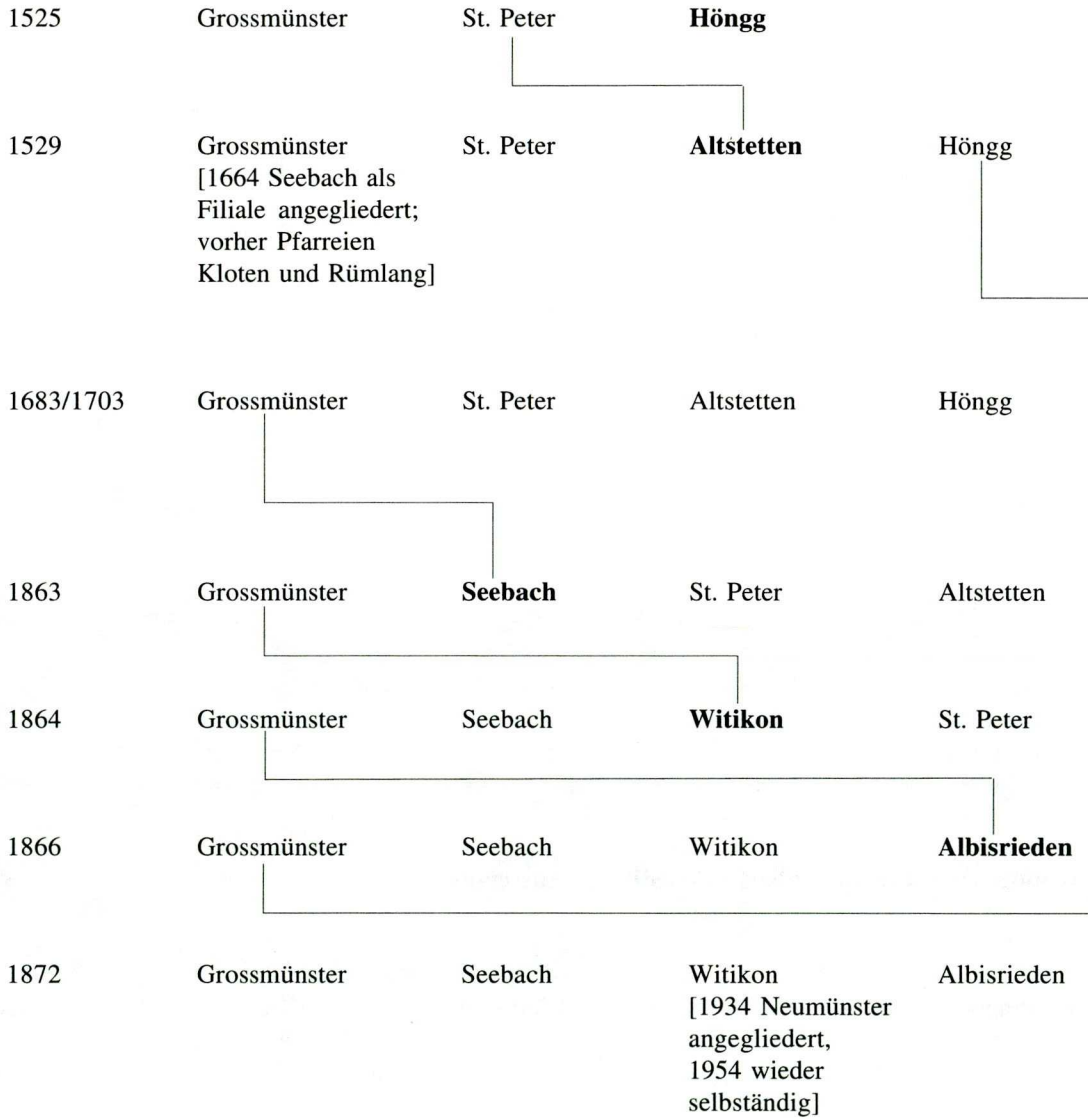 1525 Grossmünster St. Peter Höngg
1529 Grossmünster St. Peter Altstetten Höngg
[1664 Seebach als
Filiale angegliedert;
vorher Pfarreien
Kloten und Rümlang]
1683/1703 Grossmünster St. Peter Altstetten Höngg
1863 Grossmünster Seebach St. Peter Altstetten
1864 Grossmünster Seebach Witikon St. Peter
1866 Grossmünster Seebach Witikon Albisrieden
1872 Grossmünster Seebach Witikon Albisrieden
[1934 Neumünster
angegliedert,
1954 wieder
selbständig]